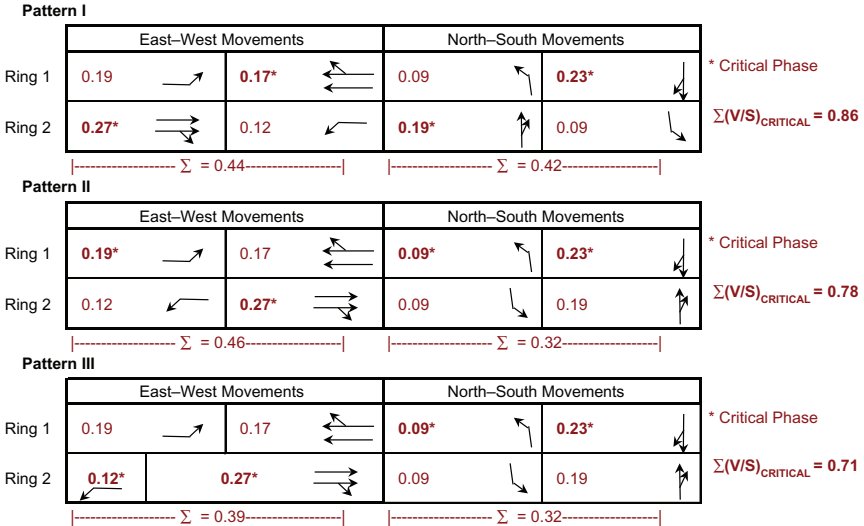 Pattern I
East–West Movements North–South Movements
Ring 1 0.19 0.17* 0.09 0.23* * Critical Phase
Ring 2 0.27* 0.12 0.19* 0.09 Σ(V/S)CRITICAL = 0.86
|------------------- Σ = 0.44------------------| |------------------- Σ = 0.42------------------|
Pattern II
East–West Movements North–South Movements
Ring 1 0.19* 0.17 0.09* 0.23* * Critical Phase
Ring 2 0.12 0.27* 0.09 0.19 Σ(V/S)CRITICAL = 0.78
|------------------- Σ = 0.46------------------| |------------------- Σ = 0.32------------------|
Pattern III
East–West Movements North–South Movements
Ring 1 0.19 0.17 0.09* 0.23* * Critical Phase
Ring 2 0.12* 0.27* 0.09 0.19 Σ(V/S)CRITICAL = 0.71
|------------------- Σ = 0.39------------------| |------------------- Σ = 0.32------------------|